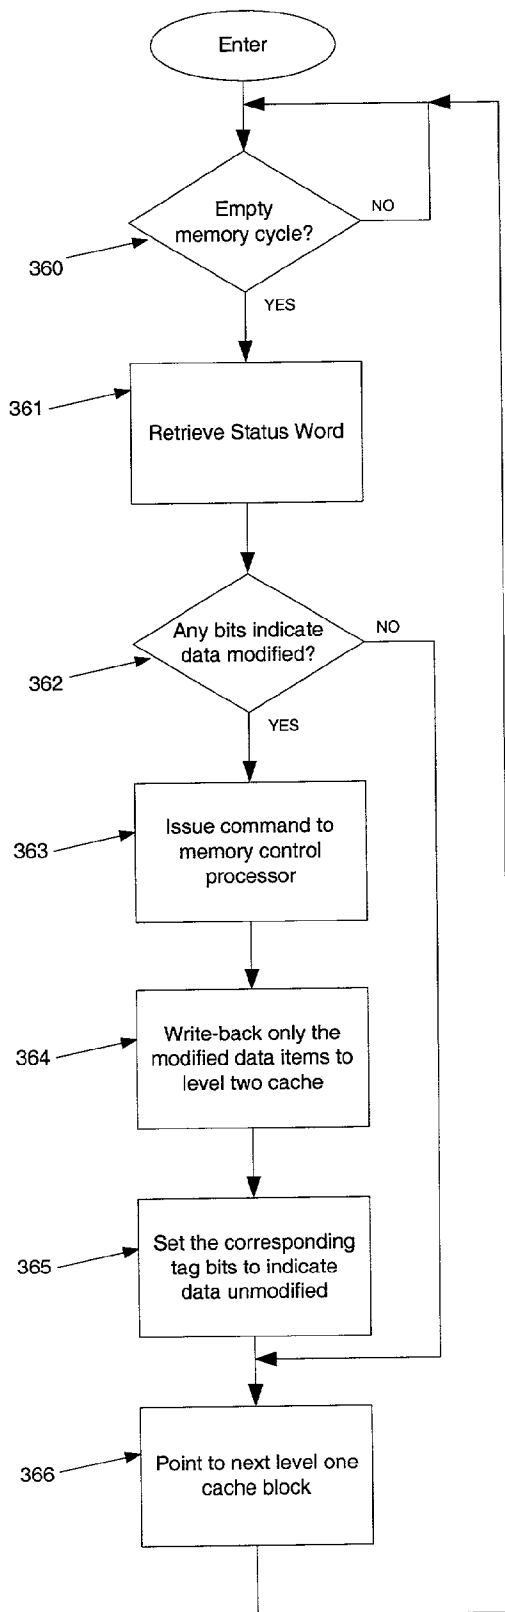 Enter
Empty
memory cycle?
NO
360
YES
361
Retrieve Status Word
Any bits indicate
data modified?
NO
362
YES
363
Issue command to
memory control
processor
364
Write-back only the
modified data items to
level two cache
365
Set the corresponding
tag bits to indicate
data unmodified
366
Point to next level one
cache block